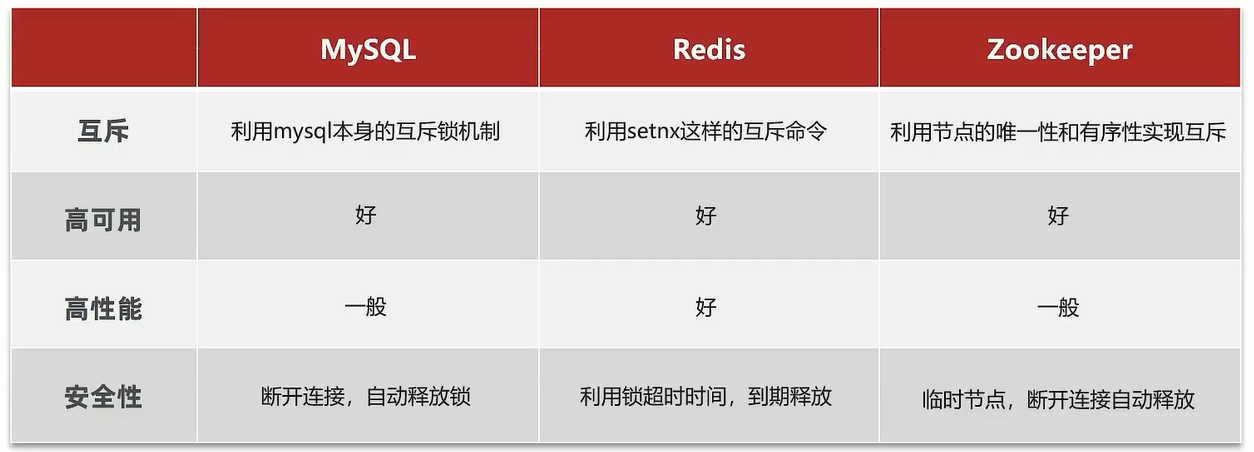 MySQL Redis Zookeeper
互斥 利用mysql本身的互斥锁机制 利用setnx这样的互斥命令 利用节点的唯一性和有序性实现互斥
高可用 好 好 好
高性能 一般 好 一般
安全性 断开连接，自动释放锁 利用锁超时时间，到期释放 临时节点，断开连接自动释放